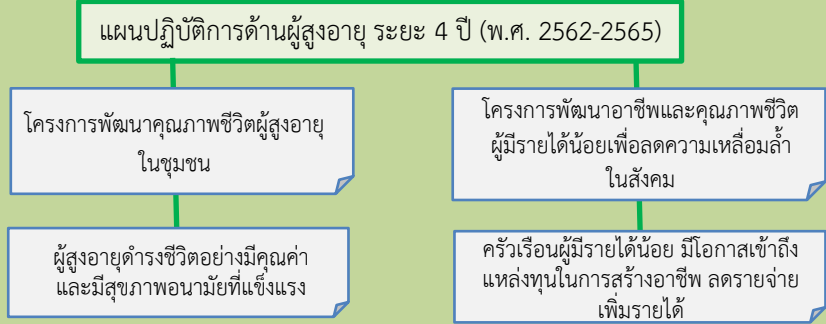 แผนปฏิบัติการด้านผู้สูงอายุ ระยะ 4 ปี (พ.ศ. 2562-2565)
โครงการพัฒนาคุณภาพชีวิตผู้สูงอายุ
ในชุมชน
ผู้สูงอายุดำรงชีวิตอย่างมีคุณค่า
และมีสุขภาพอนามัยที่แข็งแรง
โครงการพัฒนาอาชีพและคุณภาพชีวิต
ผู้มีรายได้น้อยเพื่อลดความเหลื่อมล้ำ
ในสังคม
ครัวเรือนผู้มีรายได้น้อย มีโอกาสเข้าถึง
แหล่งทุนในการสร้างอาชีพ ลดรายจ่าย
เพิ่มรายได้